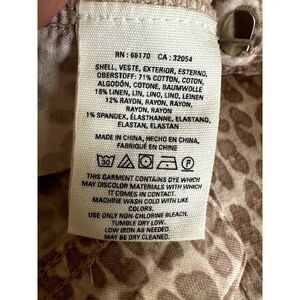 RN : 66170 CA : 32054
SHELL, VESTE, EXTERIOR, ESTERNO,
OBERSTOFF: 71% COTTON, COTON,
ALGODÓN, COTONE, BAUMWOLLE
16% LINEN, LIN, LINO, LINO, LEINEN
12% RAYON, RAYON, RAYON,
RAYON, RAYON
1% SPANDEX, ÉLASTHANNE, ELASTANO,
ELASTAN, ELASTAN
MADE IN CHINA, HECHO EN CHINA,
FABRIQUÉ EN CHINE
30
THIS GARMENT CONTAINS DYE WHICH
MAY DISCOLOR MATERIALS WITH WHICH
IT COMES IN CONTACT.
MACHINE WASH COLD WITH LIKE
COLORS.
USE ONLY NON-CHLORINE BLEACH.
TUMBLE DRY LOW.
LOW IRON AS NEEDED.
MAY BE DRY CLEANED.